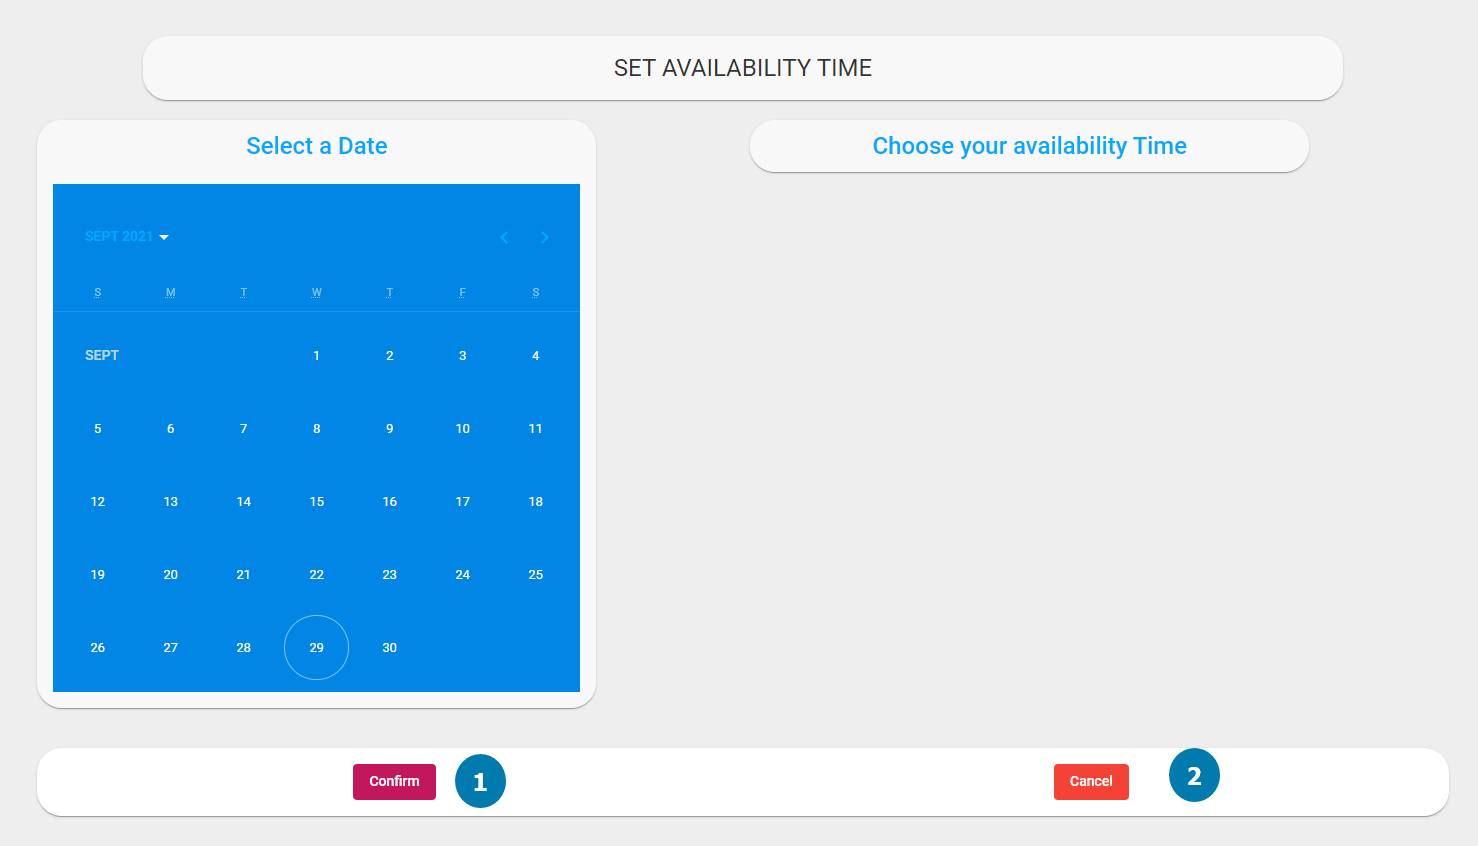 SET AVAILABILITY TIME
Select a Date
Choose your availability Time
SEPT 2021
S M T W T F S
SEPT 1 2 3 4
5 6 7 8 9 10 11
12 13 14 15 16 17 18
19 20 21 22 23 24 25
26 27 28 29 30
Confirm 1 Cancel 2